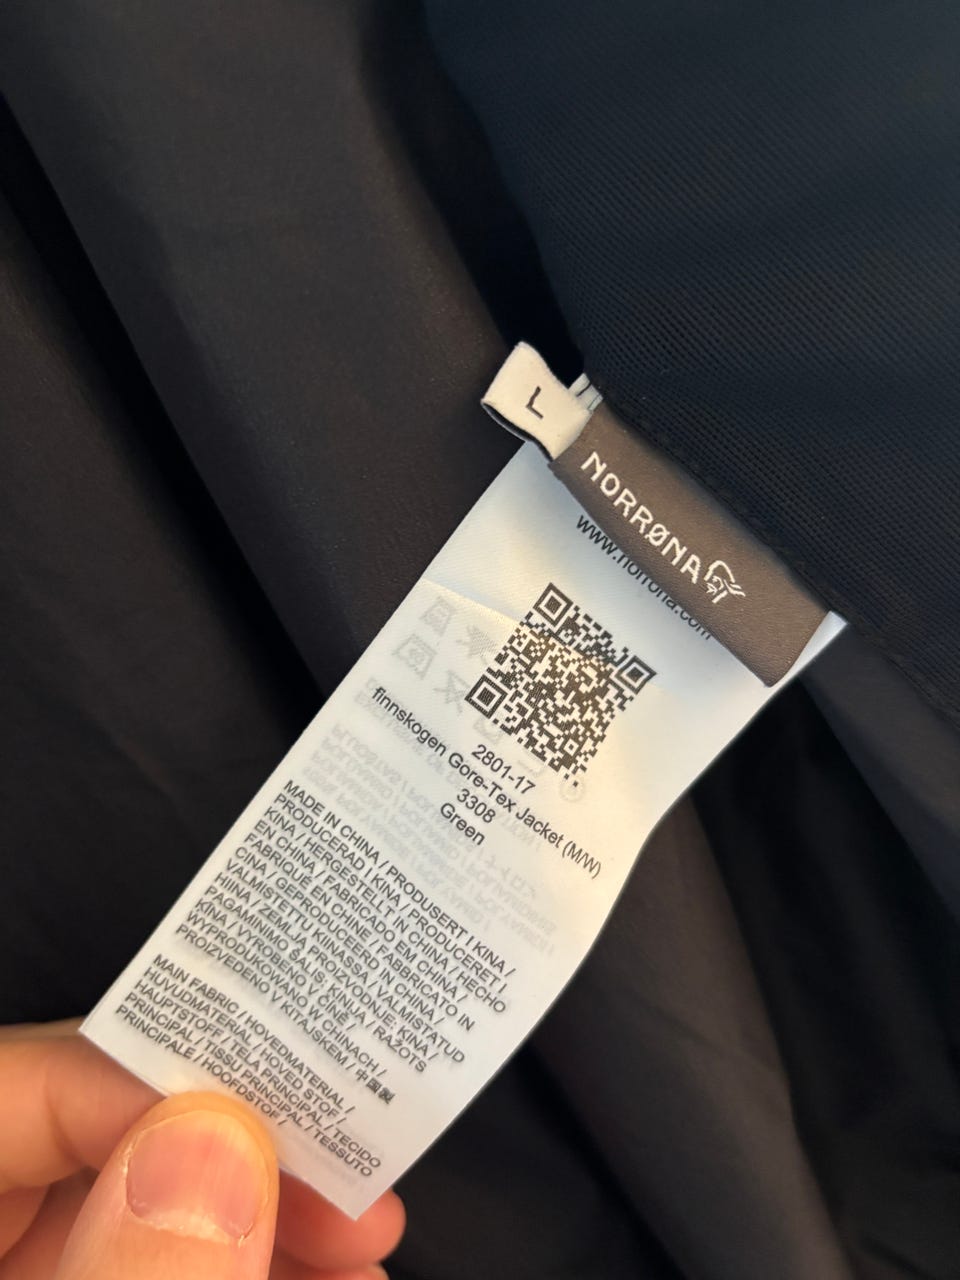 L
NORRØNA
www.norrona.com
2801-17
finnskogen Gore-Tex Jacket (M/W)
3308
Green
MADE IN CHINA / PRODUSERT I KINA /
PRODUCERAD I KINA / PRODUCERET I
KINA / HERGESTELLT IN CHINA / HECHO
EN CHINA / FABRICADO EM CHINA /
FABRIQUÉ EN CHINE / FABBRICATO IN
CINA / GEPRODUCEERD IN CHINA /
VALMISTETTU KIINASSA / VALMISTATUD
HIINA / ZEMLJA PROIZVODNJE: KINA /
PAGAMINIMO ŠALIS: KINIJA / RAŽOTS
KĪNA / VYROBENO V ČÍNĚ /
WYPRODUKOWANO W CHINACH /
PROIZVEDENO V KITAJSKEM / 中国製
MAIN FABRIC / HOVEDMATERIAL /
HUVUDMATERIAL / HOVED STOF /
HAUPTSTOFF / TELA PRINCIPAL / TECIDO
PRINCIPAL / TISSU PRINCIPAL / TESSUTO
PRINCIPALE / HOOFDSTOF /